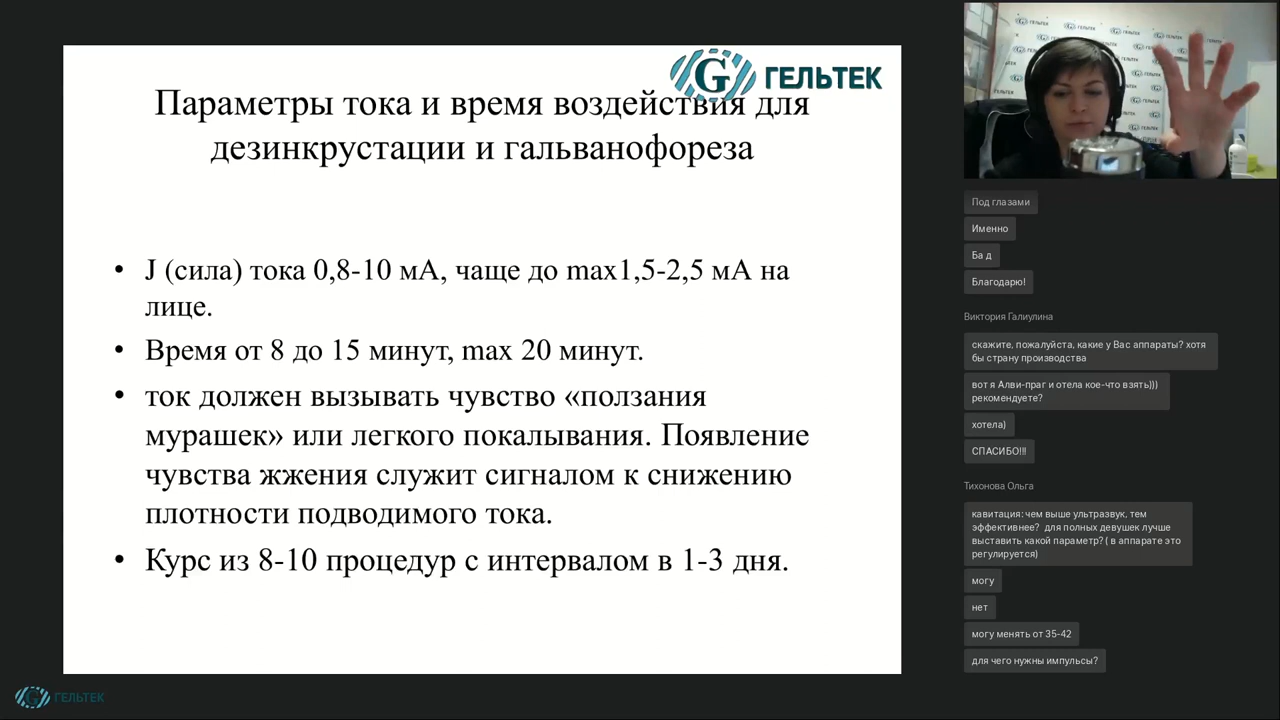 ГЕЛЬТЕК
Параметры тока и время воздействия для
дезинкрустации и гальванофореза
• J (сила) тока 0,8-10 мА, чаще до max1,5-2,5 мА на
лице.
• Время от 8 до 15 минут, max 20 минут.
• ток должен вызывать чувство «ползания
мурашек» или легкого покалывания. Появление
чувства жжения служит сигналом к снижению
плотности подводимого тока.
• Курс из 8-10 процедур с интервалом в 1-3 дня.
ГЕЛЬТЕК
Под глазами
Именно
Ба д
Благодарю!
Виктория Галиулина
скажите, пожалуйста, какие у Вас аппараты? хотя
бы страну производства
вот я Алви-праг и отела кое-что взять)))
рекомендуете?
хотела)
СПАСИБО!!!
Тихонова Ольга
кавитация: чем выше ультразвук, тем
эффективнее? для полных девушек лучше
выставить какой параметр? ( в аппарате это
регулируется)
могу
нет
могу менять от 35-42
для чего нужны импульсы?